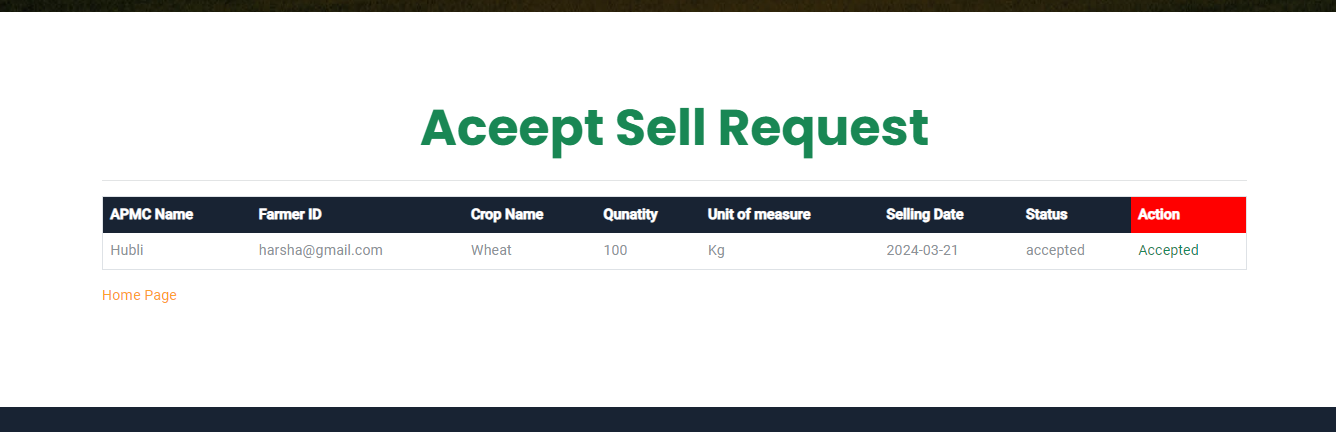 Aceept Sell Request
APMC Name Farmer ID Crop Name Qunatity Unit of measure Selling Date Status Action
Hubli harsha@gmail.com Wheat 100 Kg 2024-03-21 accepted Accepted
Home Page